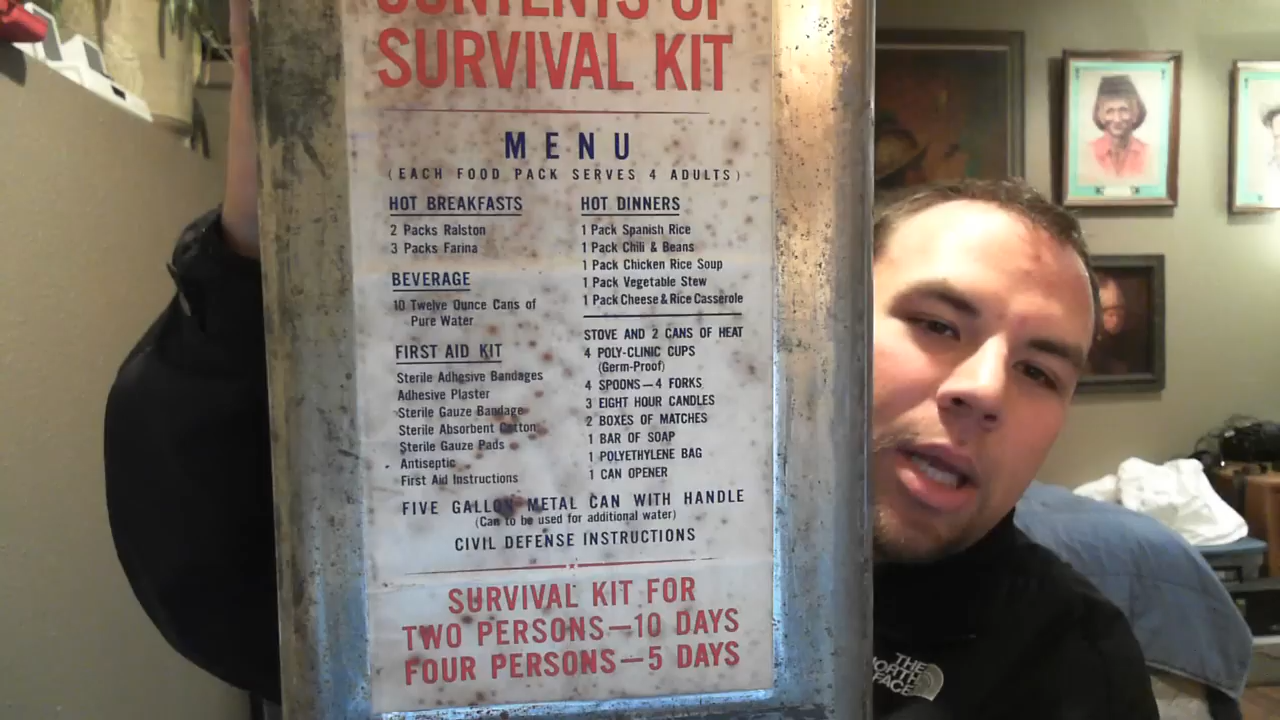 CONTENTS OF
SURVIVAL KIT
MENU
(EACH FOOD PACK SERVES 4 ADULTS)
HOT BREAKFASTS
2 Packs Ralston
3 Packs Farina
BEVERAGE
10 Twelve Ounce Cans of
Pure Water
FIRST AID KIT
Sterile Adhesive Bandages
Adhesive Plaster
Sterile Gauze Bandage
Sterile Absorbent Cotton
Sterile Gauze Pads
Antiseptic
First Aid Instructions
HOT DINNERS
1 Pack Spanish Rice
1 Pack Chili & Beans
1 Pack Chicken Rice Soup
1 Pack Vegetable Stew
1 Pack Cheese & Rice Casserole
STOVE AND 2 CANS OF HEAT
4 POLY-CLINIC CUPS
(Germ-Proof)
4 SPOONS—4 FORKS
3 EIGHT HOUR CANDLES
2 BOXES OF MATCHES
1 BAR OF SOAP
1 POLYETHYLENE BAG
1 CAN OPENER
FIVE GALLON METAL CAN WITH HANDLE
(Can to be used for additional water)
CIVIL DEFENSE INSTRUCTIONS
SURVIVAL KIT FOR
TWO PERSONS—10 DAYS
FOUR PERSONS—5 DAYS
THE
NORTH
FACE